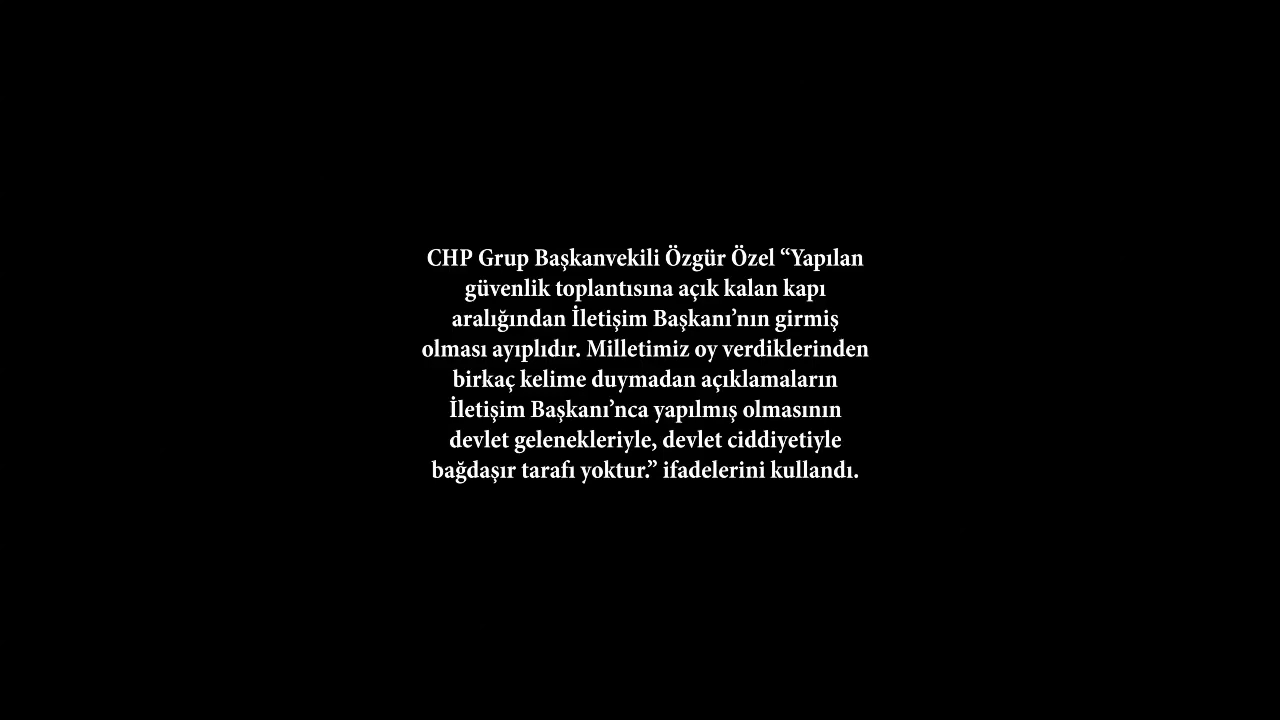 CHP Grup Başkanvekili Özgür Özel “Yapılan
güvenlik toplantısına açık kalan kapı
aralığından İletişim Başkanı’nın girmiş
olması ayıplıdır. Milletimiz oy verdiklerinden
birkaç kelime duymadan açıklamaların
İletişim Başkanı’nca yapılmış olmasının
devlet gelenekleriyle, devlet ciddiyetiyle
bağdaşır tarafı yoktur.” ifadelerini kullandı.